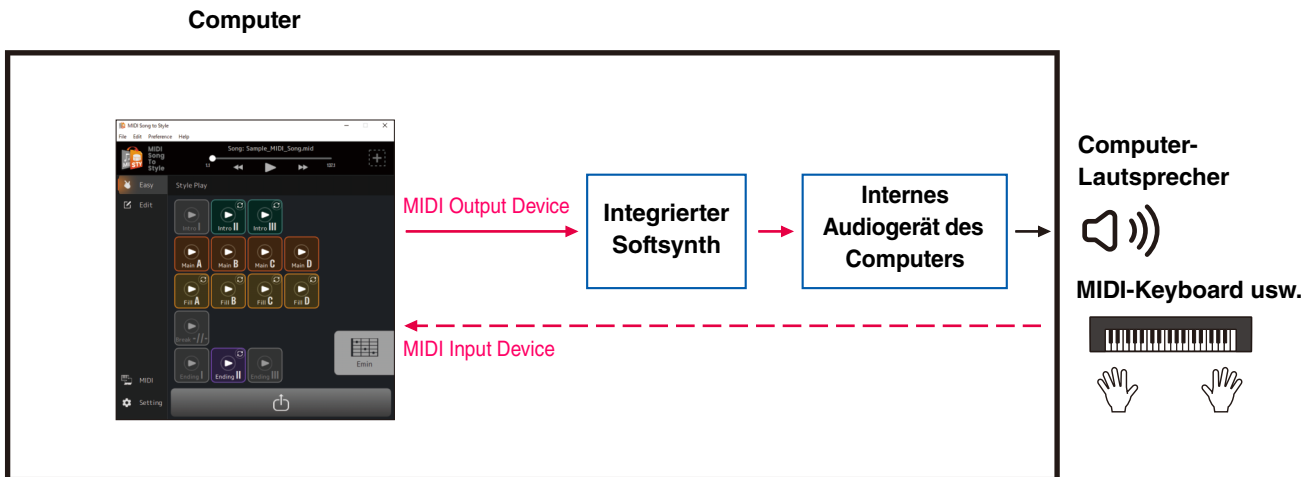 Computer
MIDI Song to Style
File Edit Preference Help
MIDI
Song
To
Style
Song: Sample_MIDI_Song.mid
Easy
Style Play
Edit
Intro I
Intro II
Intro III
Main A
Main B
Main C
Main D
Fill A
Fill B
Fill C
Fill D
Break
Ending I
Ending II
Ending III
Emin
MIDI
Setting
MIDI Output Device
Integrierter
Softsynth
Internes
Audiogerät des
Computers
Computer-
Lautsprecher
MIDI-Keyboard usw.
MIDI Input Device